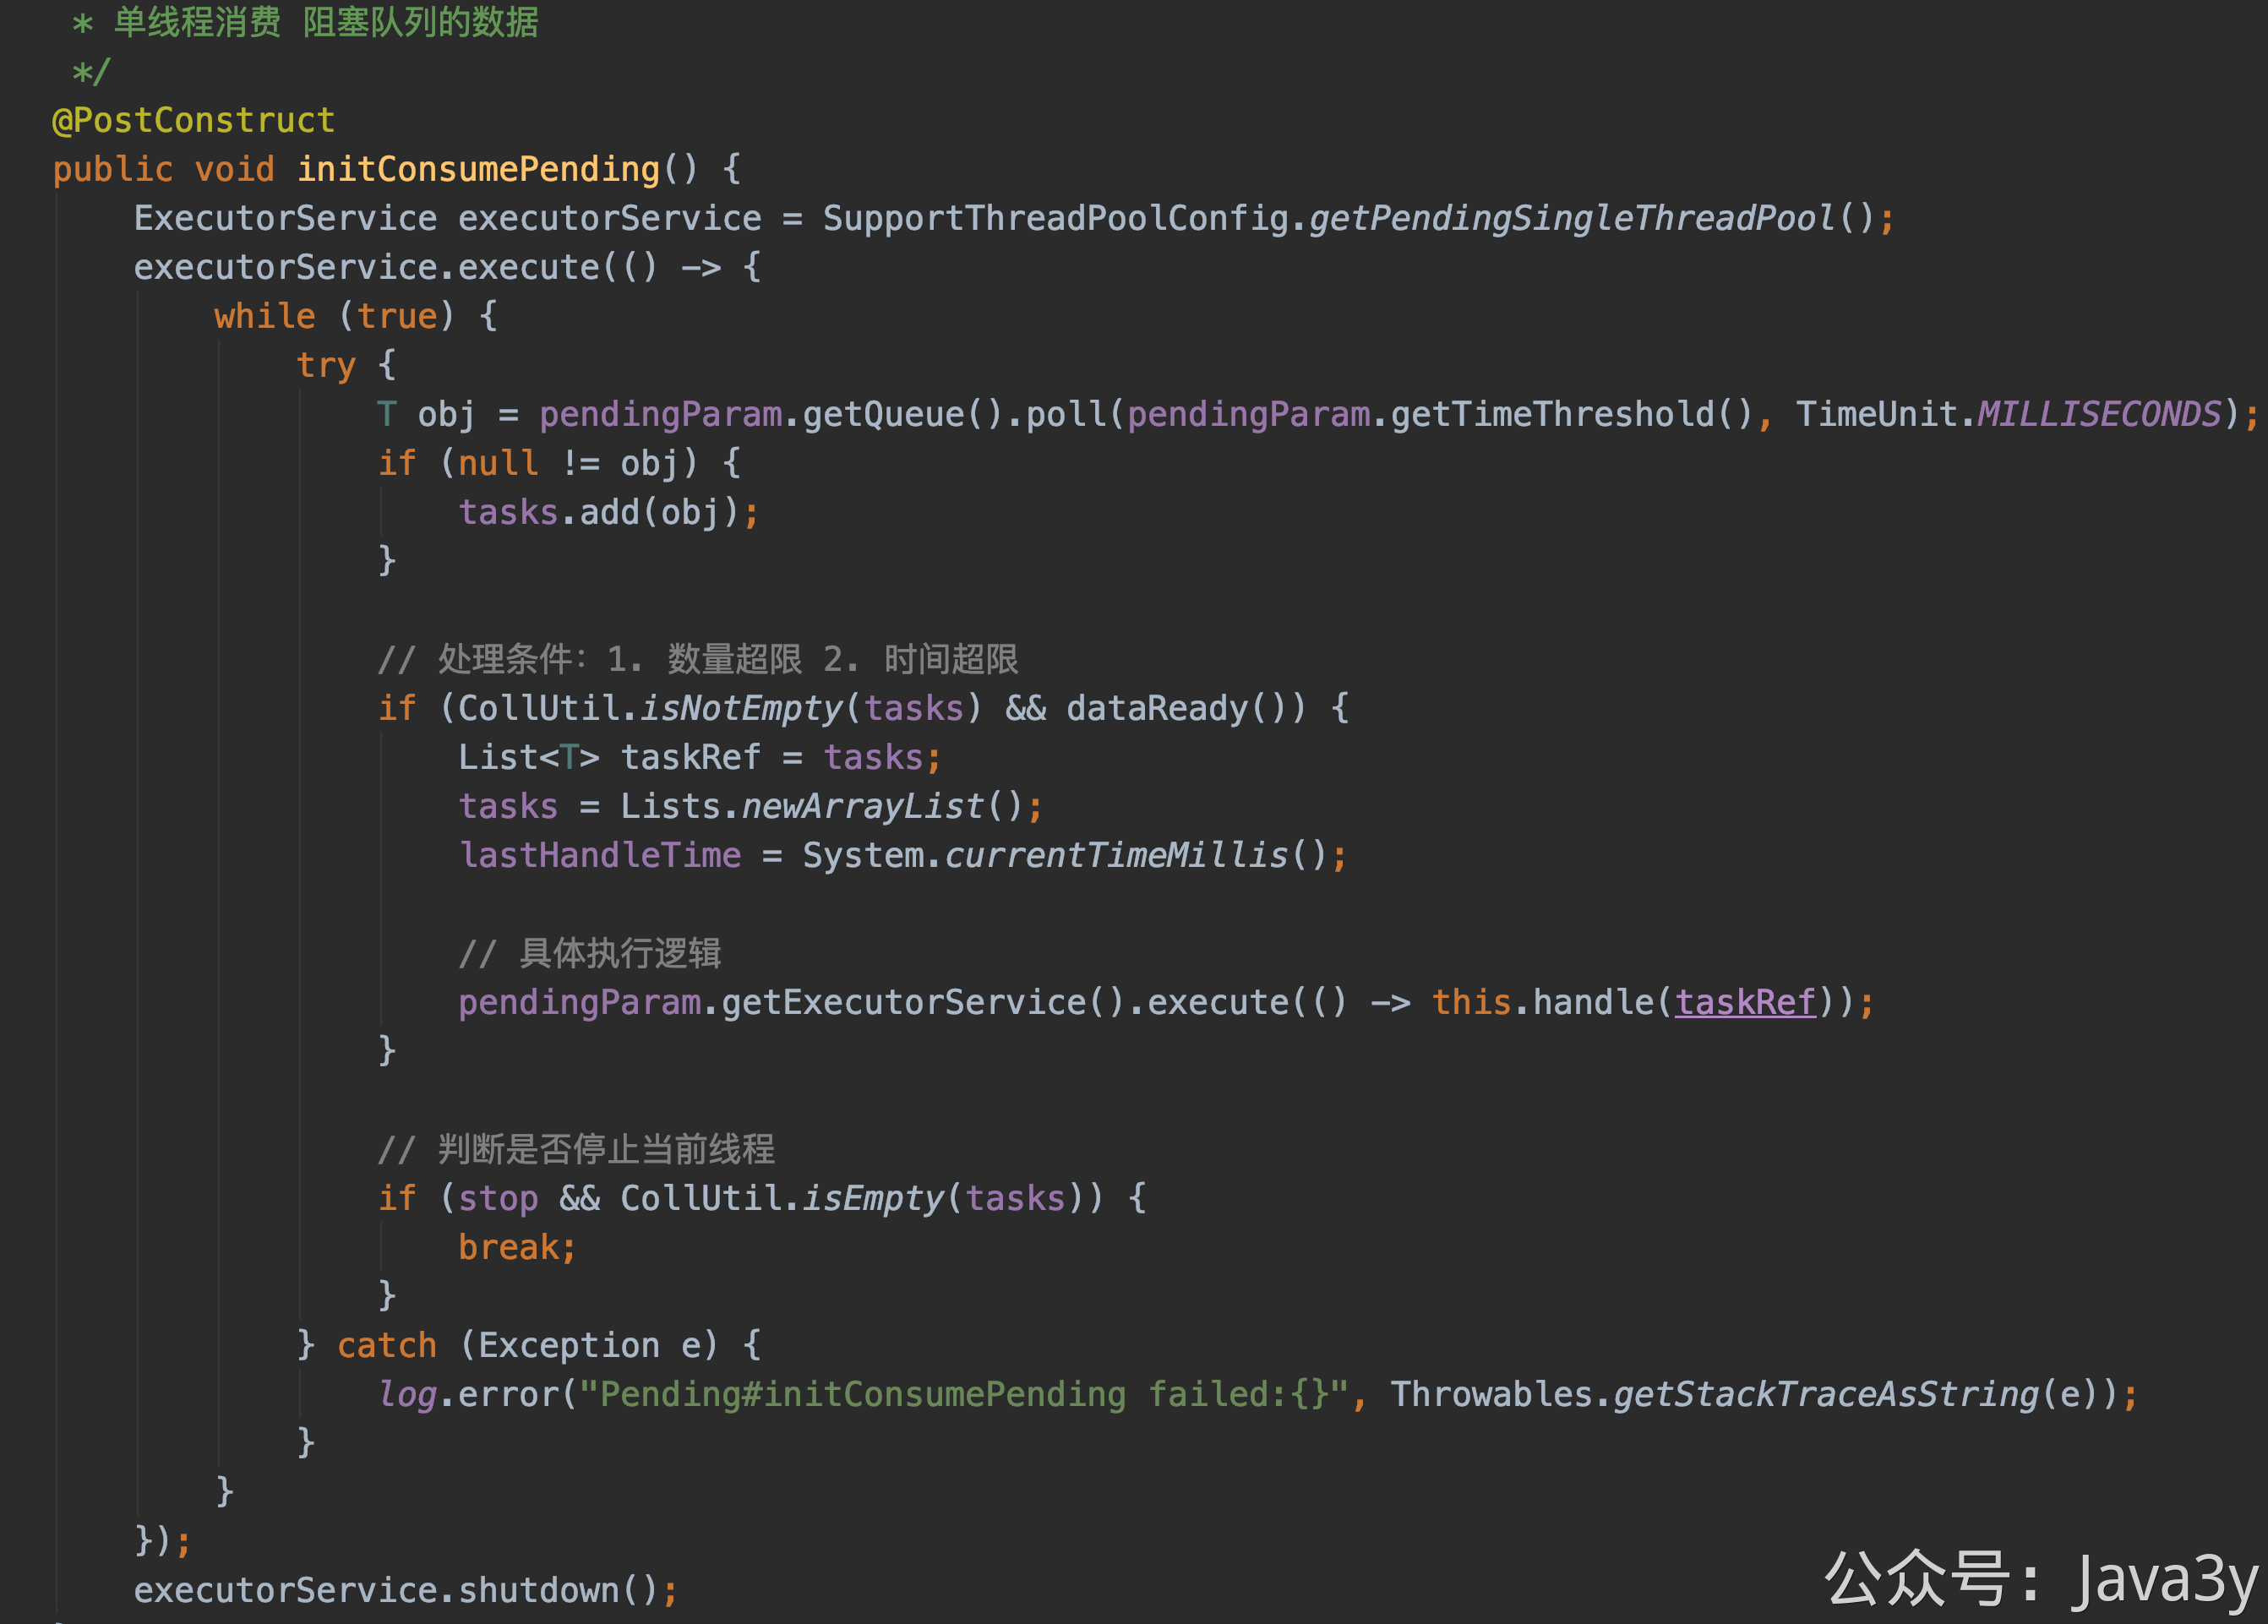 * 单线程消费 阻塞队列的数据
*/
@PostConstruct
public void initConsumePending() {
ExecutorService executorService = SupportThreadPoolConfig.getPendingSingleThreadPool();
executorService.execute(() -> {
while (true) {
try {
T obj = pendingParam.getQueue().poll(pendingParam.getTimeThreshold(), TimeUnit.MILLISECONDS);
if (null != obj) {
tasks.add(obj);
}
// 处理条件：1. 数量超限 2. 时间超限
if (CollUtil.isNotEmpty(tasks) && dataReady()) {
List<T> taskRef = tasks;
tasks = Lists.newArrayList();
lastHandleTime = System.currentTimeMillis();
// 具体执行逻辑
pendingParam.getExecutorService().execute(() -> this.handle(taskRef));
}
// 判断是否停止当前线程
if (stop && CollUtil.isEmpty(tasks)) {
break;
}
} catch (Exception e) {
log.error("Pending#initConsumePending failed:{}", Throwables.getStackTraceAsString(e));
}
}
});
executorService.shutdown();
公众号：Java3y